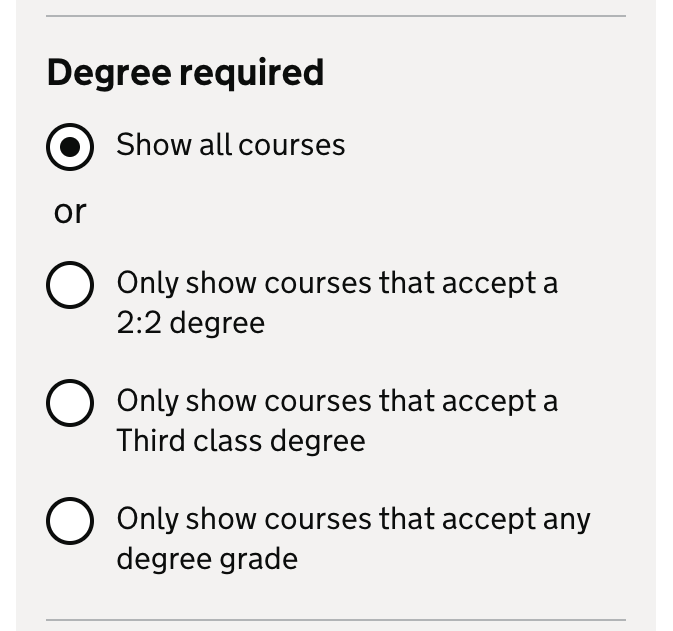 Degree required
Show all courses
or
Only show courses that accept a
2:2 degree
Only show courses that accept a
Third class degree
Only show courses that accept any
degree grade